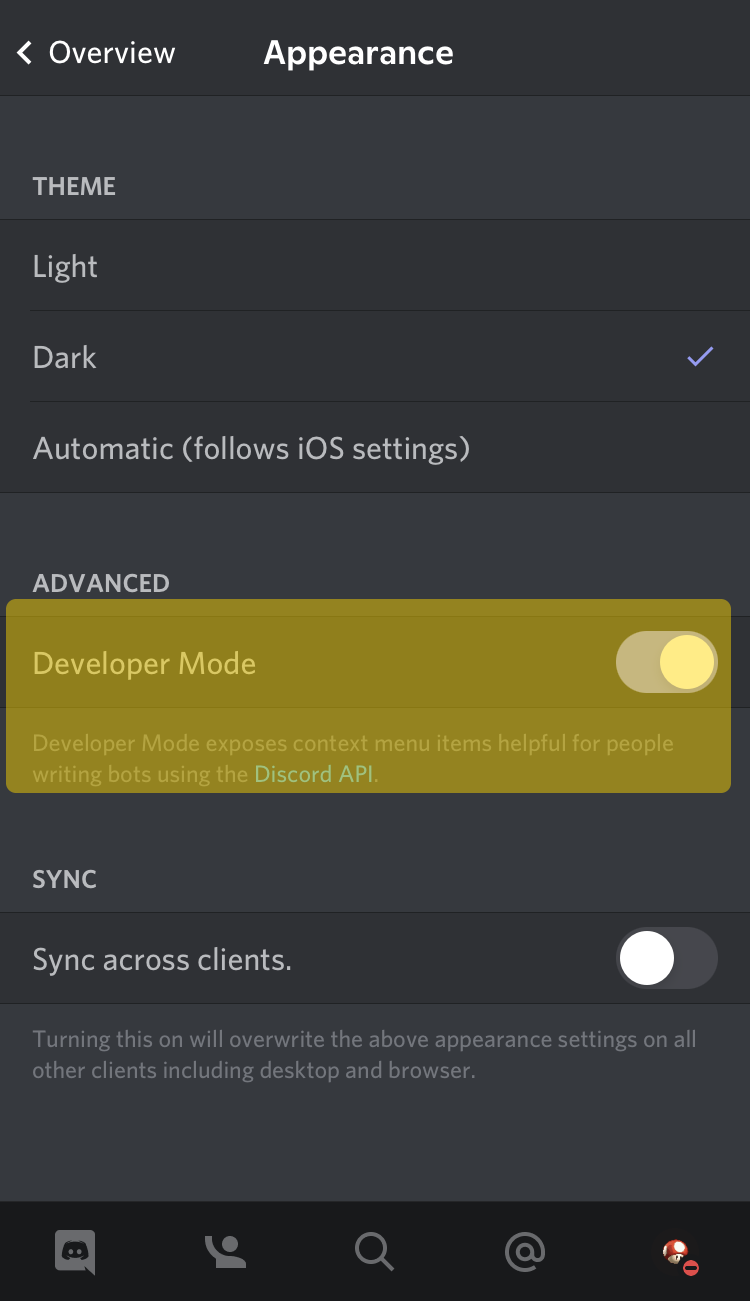 Overview
Appearance
THEME
Light
Dark
Automatic (follows iOS settings)
ADVANCED
Developer Mode
Developer Mode exposes context menu items helpful for people
writing bots using the Discord API.
SYNC
Sync across clients.
Turning this on will overwrite the above appearance settings on all
other clients including desktop and browser.